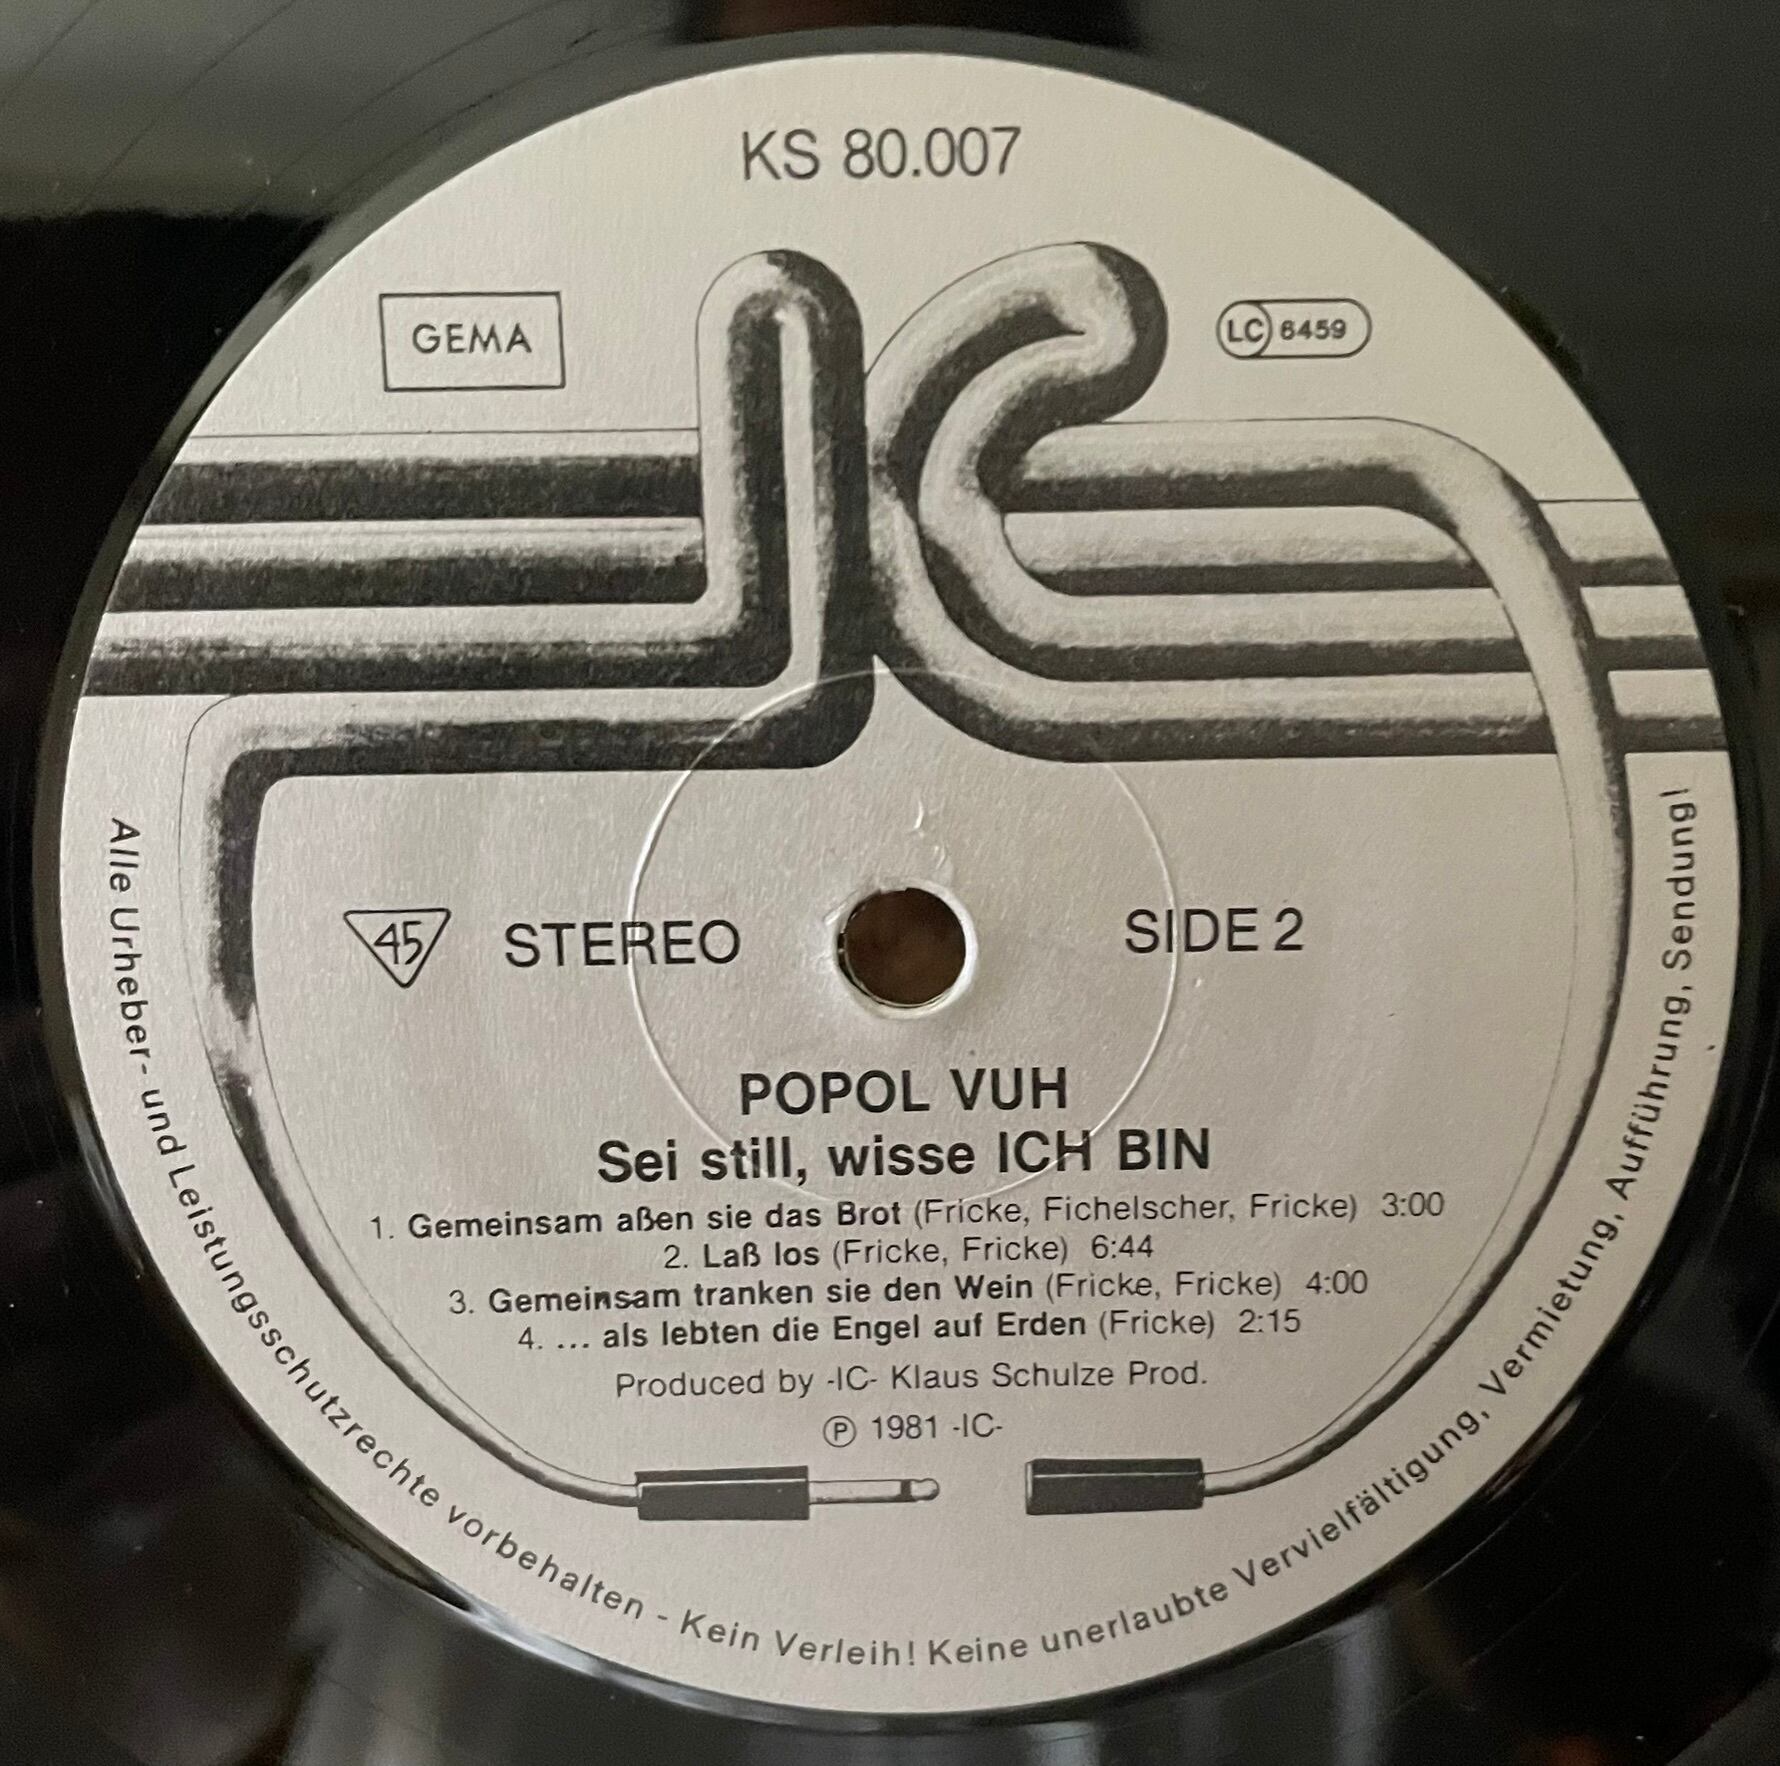 KS 80.007
IC
GEMA
LC 6459
45 STEREO
SIDE 2
POPOL VUH
Sei still, wisse ICH BIN
1. Gemeinsam aßen sie das Brot (Fricke, Fichelscher, Fricke) 3:00
2. Laß los (Fricke, Fricke) 6:44
3. Gemeinsam tranken sie den Wein (Fricke, Fricke) 4:00
4. ... als lebten die Engel auf Erden (Fricke) 2:15
Produced by -IC- Klaus Schulze Prod.
Ⓟ 1981 -IC-
Alle Urheber- und Leistungsschutzrechte vorbehalten - Kein Verleih! Keine unerlaubte Vervielfältigung, Vermietung, Aufführung, Sendung!